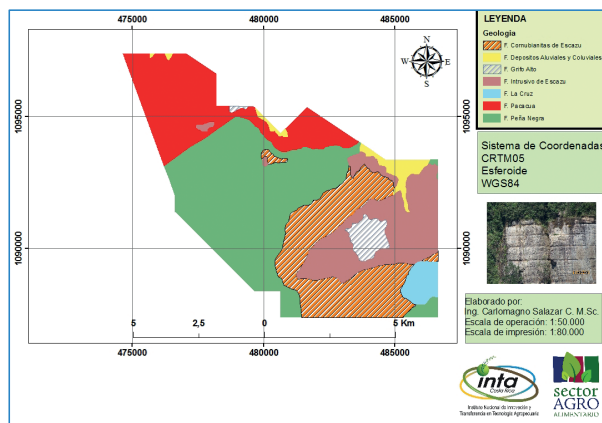 475000 480000 485000
LEYENDA
Geología
F. Cornubianitas de Escazu
F. Depositos Aluviales y Coluviales
F. Grifo Alto
F. Intrusivo de Escazu
F. La Cruz
F. Pacacua
F. Peña Negra
N
W E
S
1095000 1095000
1090000 1090000
Sistema de Coordenadas
CRTM05
Esferoide
WGS84
5 2,5 0 5 Km
475000 480000 485000
Elaborado por:
Ing. Carlomagno Salazar C. M.Sc.
Escala de operación: 1:50.000
Escala de impresión: 1:80.000
inta
Costa Rica
Instituto Nacional de Innovación y
Transferencia en Tecnología Agropecuaria
sector
AGRO
ALIMENTARIO